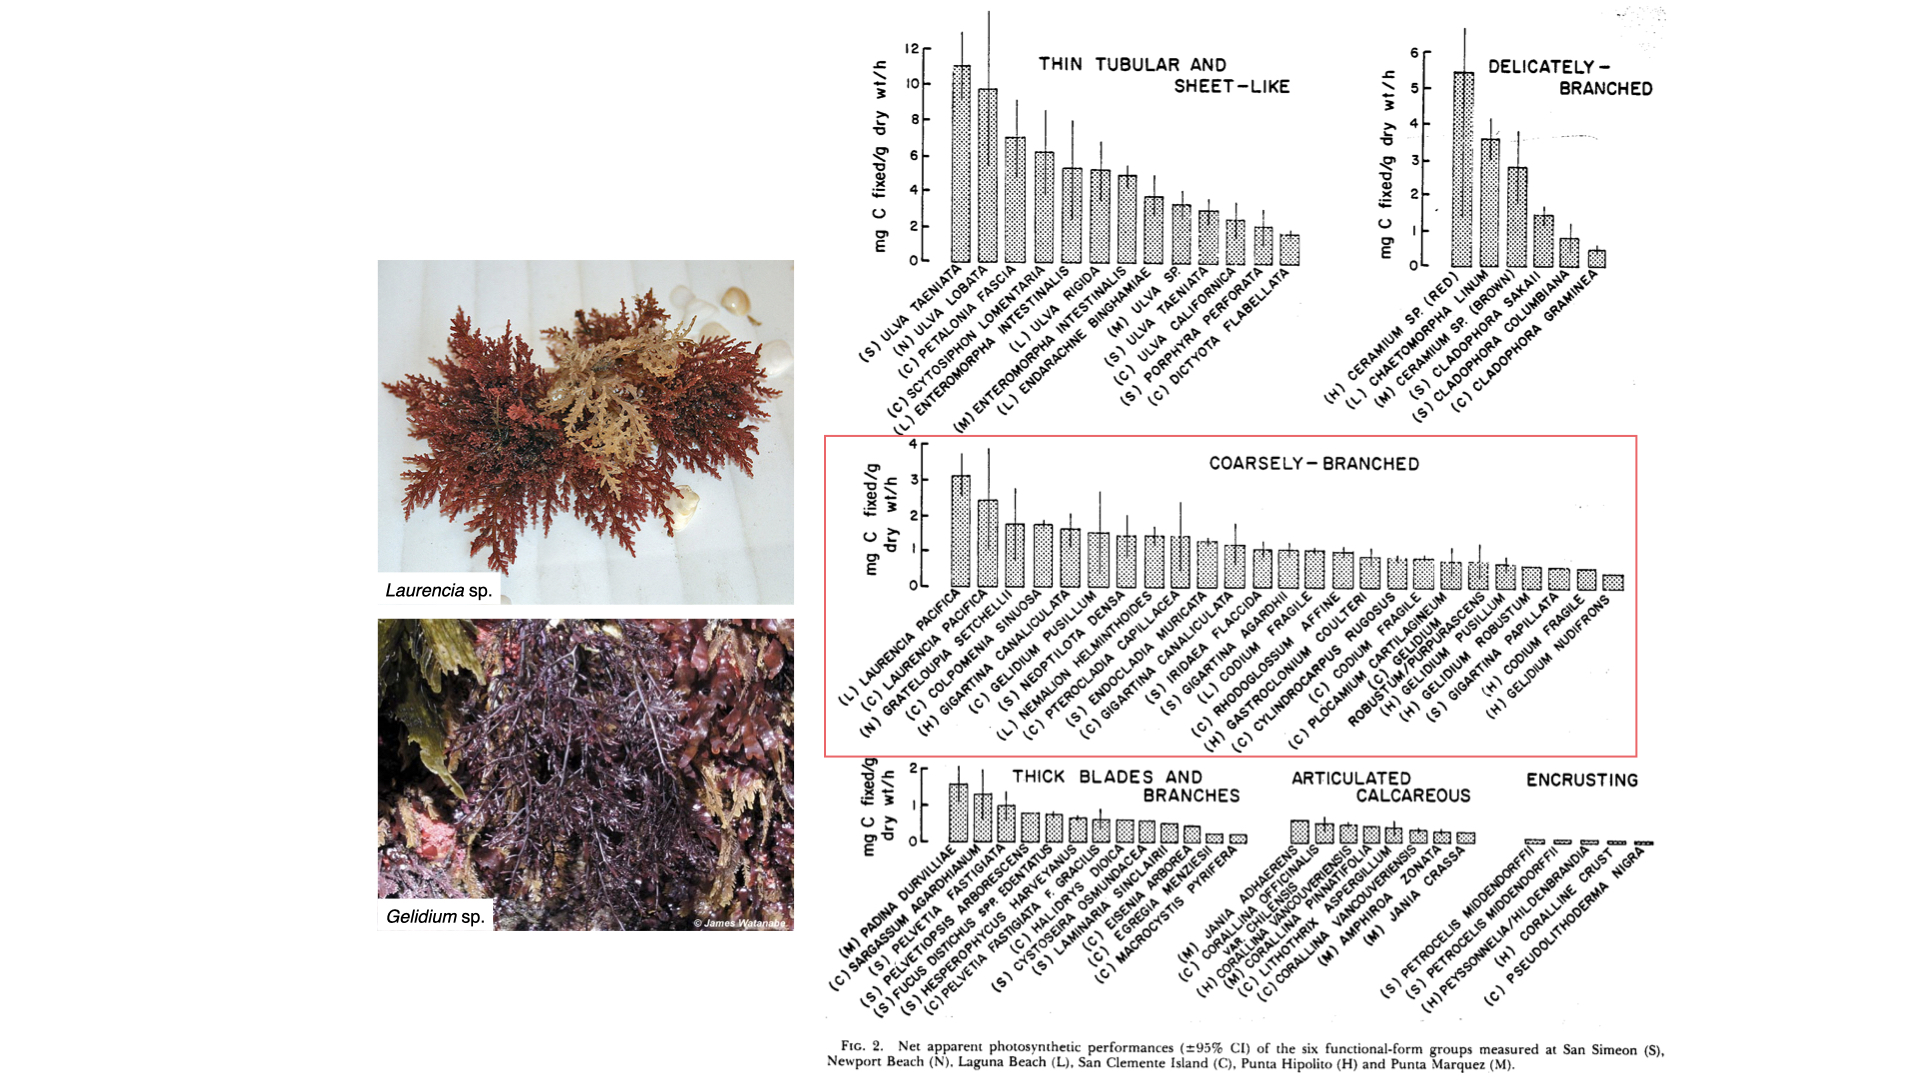 12
10
8
6
4
2
0
mg C fixed/g dry wt/h
THIN TUBULAR AND
SHEET-LIKE
(S) ULVA TAENIATA
(N) ULVA LOBATA
(C) PETALONIA FASCIA
(C) SCYTOSIPHON LOMENTARIA
(L) ENTEROMORPHA INTESTINALIS
(L) ULVA RIGIDA
(M) ENTEROMORPHA INTESTINALIS
(L) ENDARACHNE BINGHAMIAE
(M) ULVA SP.
(S) ULVA TAENIATA
(C) ULVA CALIFORNICA
(S) PORPHYRA PERFORATA
(C) DICTYOTA FLABELLATA
6
5
4
3
2
1
0
mg C fixed/g dry wt/h
DELICATELY-
BRANCHED
(H) CERAMIUM SP. (RED)
(L) CHAETOMORPHA LINUM
(M) CERAMIUM SP. (BROWN)
(S) CLADOPHORA SAKAII
(S) CLADOPHORA COLUMBIANA
(C) CLADOPHORA GRAMINEA
4
3
2
1
0
mg C fixed/g
dry wt/h
COARSELY-BRANCHED
(L) LAURENCIA PACIFICA
(C) LAURENCIA PACIFICA
(N) GRATELOUPIA SETCHELLII
(C) COLPOMENIA SINUOSA
(H) GIGARTINA CANALICULATA
(C) GELIDIUM PUSILLUM
(S) NEOPTILOTA DENSA
(L) NEMALION HELMINTHOIDES
(C) PTEROCLADIA CAPILLACEA
(S) ENDOCLADIA MURICATA
(C) GIGARTINA CANALICULATA
(S) IRIDAEA FLACCIDA
(S) GIGARTINA AGARDHII
(L) CODIUM FRAGILE
(C) RHODOGLOSSUM AFFINE
(H) GASTROCLONIUM COULTERI
(C) CYLINDROCARPUS RUGOSUS
(C) CODIUM FRAGILE
(C) PLOCAMIUM CARTILAGINEUM
(C) GELIDIUM
ROBUSTUM/PURPURASCENS
(H) GELIDIUM PUSILLUM
(H) GELIDIUM ROBUSTUM
(S) GIGARTINA PAPILLATA
(H) CODIUM FRAGILE
(H) GELIDIUM NUDIFRONS
Laurencia sp.
Gelidium sp.
© James Watanabe
2
1
0
mg C fixed/g
dry wt/h
THICK BLADES AND
BRANCHES
(M) PADINA DURVILLIAE
(C) SARGASSUM AGARDHIANUM
(S) PELVETIA FASTIGIATA
(S) PELVETIOPSIS ARBORESCENS
(S) FUCUS DISTICHUS SPP. EDENTATUS
(S) HESPEROPHYCUS HARVEYANUS
(C) PELVETIA FASTIGIATA F. GRACILIS
(C) HALIDRYS DIOICA
(S) CYSTOSEIRA OSMUNDACEA
(S) LAMINARIA SINCLAIRII
(C) EISENIA ARBOREA
(C) EGREGIA MENZIESII
(C) MACROCYSTIS PYRIFERA
ARTICULATED
CALCAREOUS
(M) JANIA ADHAERENS
(C) CORALLINA OFFICINALIS
VAR. CHILENSIS
(H) CORALLINA VANCOUVERIENSIS
(M) CORALLINA PINNATIFOLIA
(C) LITHOTHRIX ASPERGILLUM
(C) CORALLINA VANCOUVERIENSIS
(M) AMPHIROA ZONATA
(M) JANIA CRASSA
ENCRUSTING
(S) PETROCELIS MIDDENDORFFII
(S) PETROCELIS MIDDENDORFFII
(H) PEYSSONNELIA/HILDENBRANDIA
(H) CORALLINE CRUST
(C) PSEUDOLITHODERMA NIGRA
FIG. 2. Net apparent photosynthetic performances (±95% CI) of the six functional-form groups measured at San Simeon (S),
Newport Beach (N), Laguna Beach (L), San Clemente Island (C), Punta Hipolito (H) and Punta Marquez (M).